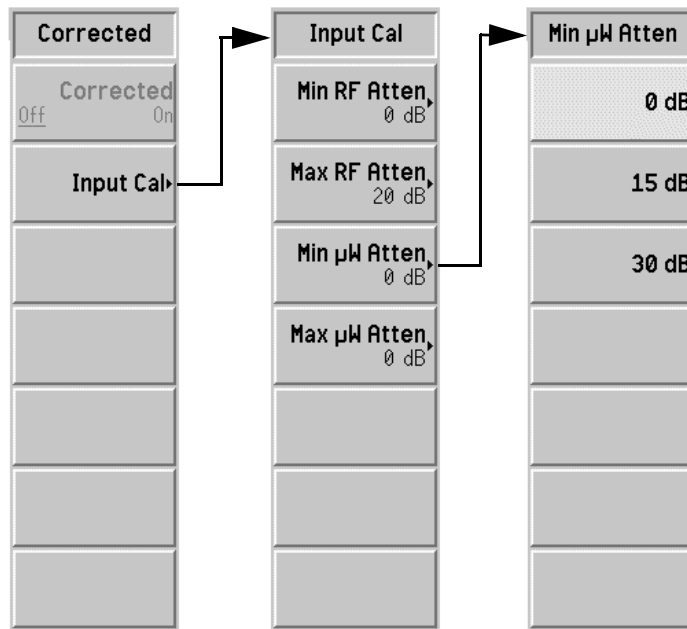 Corrected
Corrected
Off On
Input Cal
Input Cal
Min RF Atten
0 dB
Max RF Atten
20 dB
Min µW Atten
0 dB
Max µW Atten
0 dB
Min µW Atten
0 dB
15 dB
30 dB